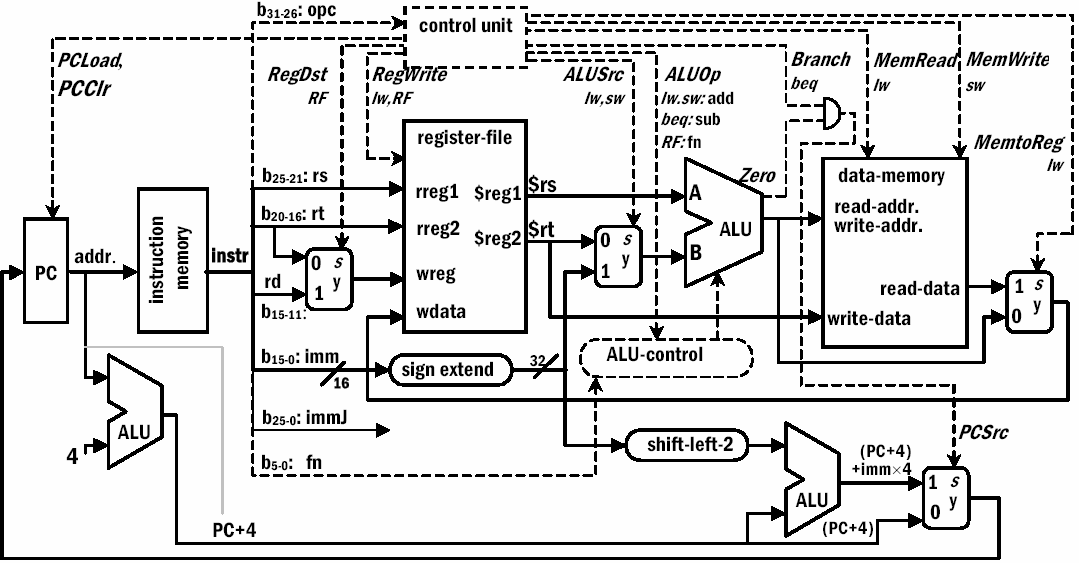 b31-26: opc
control unit
PCLoad,
PCClr
RegDst
RF
RegWrite
lw,RF
ALUSrc
lw,sw
ALUOp
lw.sw: add
beq: sub
RF: fn
Branch
beq
MemRead
lw
MemWrite
sw
MemtoReg
lw
register-file
rreg1
rreg2
wreg
wdata
$reg1
$reg2
$rs
$rt
b25-21: rs
b20-16: rt
rd
b15-11:
0 s
y
1
0 s
y
1
A
B
ALU
Zero
data-memory
read-addr.
write-addr.
read-data
write-data
1 s
y
0
PC
addr.
instruction
memory
instr
b15-0: imm
16
sign extend
32
ALU-control
b25-0: immJ
b5-0: fn
ALU
4
PC+4
shift-left-2
ALU
(PC+4)
+imm×4
(PC+4)
PCSrc
1 s
y
0